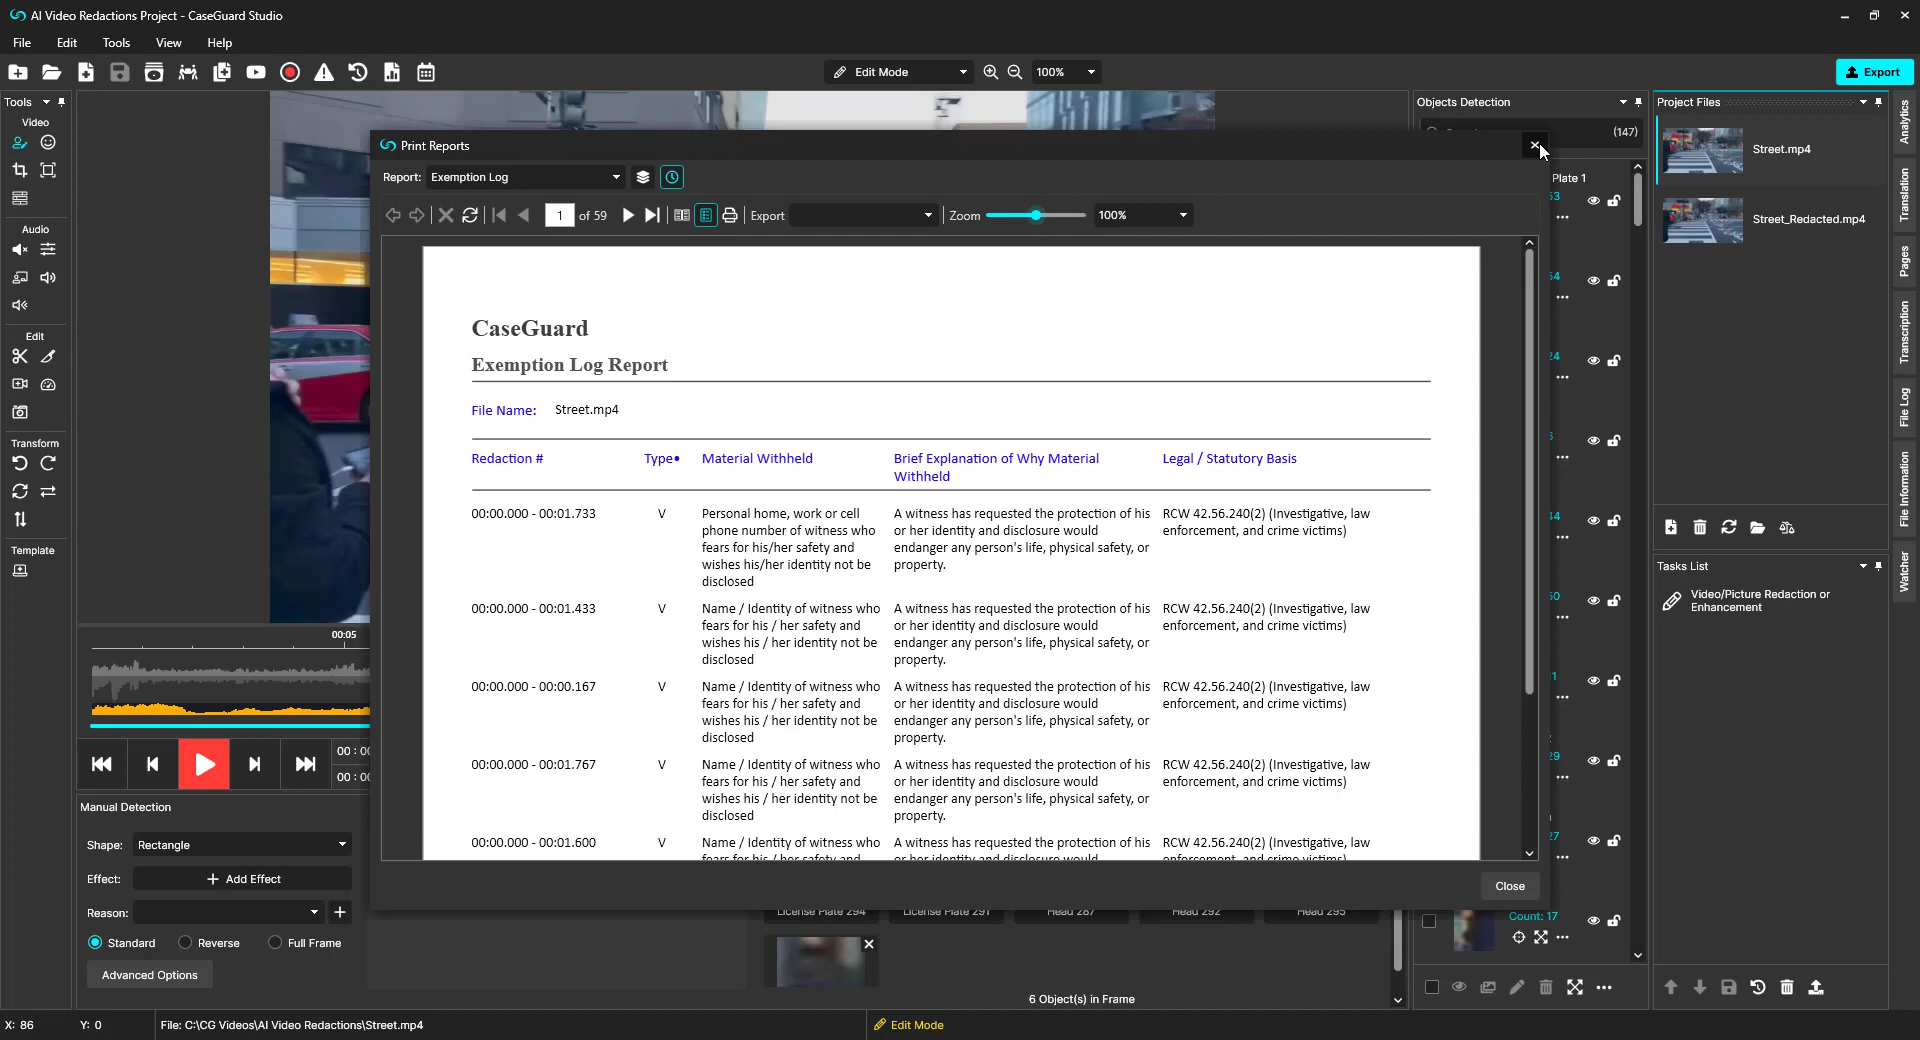 AI Video Redactions Project - CaseGuard Studio
File Edit Tools View Help
Edit Mode 100% Export
Tools
Video
Audio
Edit
Transform
Template
Print Reports
Report: Exemption Log
1 of 59 Export Zoom 100%
CaseGuard
Exemption Log Report
File Name: Street.mp4
Redaction # Type• Material Withheld Brief Explanation of Why Material Legal / Statutory Basis
Withheld
00:00.000 - 00:01.733 V Personal home, work or cell A witness has requested the protection of his RCW 42.56.240(2) (Investigative, law
phone number of witness who or her identity and disclosure would enforcement, and crime victims)
fears for his/her safety and endanger any person's life, physical safety, or
wishes his/her identity not be property.
disclosed
00:00.000 - 00:01.433 V Name / Identity of witness who A witness has requested the protection of his RCW 42.56.240(2) (Investigative, law
fears for his / her safety and or her identity and disclosure would enforcement, and crime victims)
wishes his / her identity not be endanger any person's life, physical safety, or
disclosed property.
00:00.000 - 00:00.167 V Name / Identity of witness who A witness has requested the protection of his RCW 42.56.240(2) (Investigative, law
fears for his / her safety and or her identity and disclosure would enforcement, and crime victims)
wishes his / her identity not be endanger any person's life, physical safety, or
disclosed property.
00:00.000 - 00:01.767 V Name / Identity of witness who A witness has requested the protection of his RCW 42.56.240(2) (Investigative, law
fears for his / her safety and or her identity and disclosure would enforcement, and crime victims)
wishes his / her identity not be endanger any person's life, physical safety, or
disclosed property.
00:00.000 - 00:01.600 V Name / Identity of witness who A witness has requested the protection of his RCW 42.56.240(2) (Investigative, law
Close
00:05
00 : 00
00 : 00
Manual Detection
Shape: Rectangle
Effect: + Add Effect
Reason:
Standard Reverse Full Frame
Advanced Options
License Plate 294 License Plate 291 Head 287 Head 292 Head 295
6 Object(s) in Frame
Objects Detection
(147)
Plate 1
Count: 17
Project Files
Street.mp4
Street_Redacted.mp4
Tasks List
Video/Picture Redaction or
Enhancement
Analytics
Translation
Pages
Transcription
File Log
File Information
Watcher
X: 86 Y: 0 File: C:\CG Videos\AI Video Redactions\Street.mp4 Edit Mode